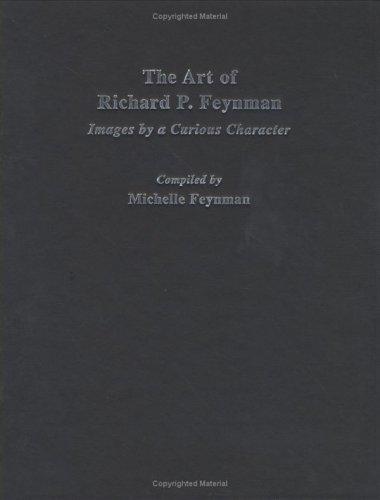 Copyrighted Material
The Art of
Richard P. Feynman
Images by a Curious Character
Compiled by
Michelle Feynman
Copyrighted Material